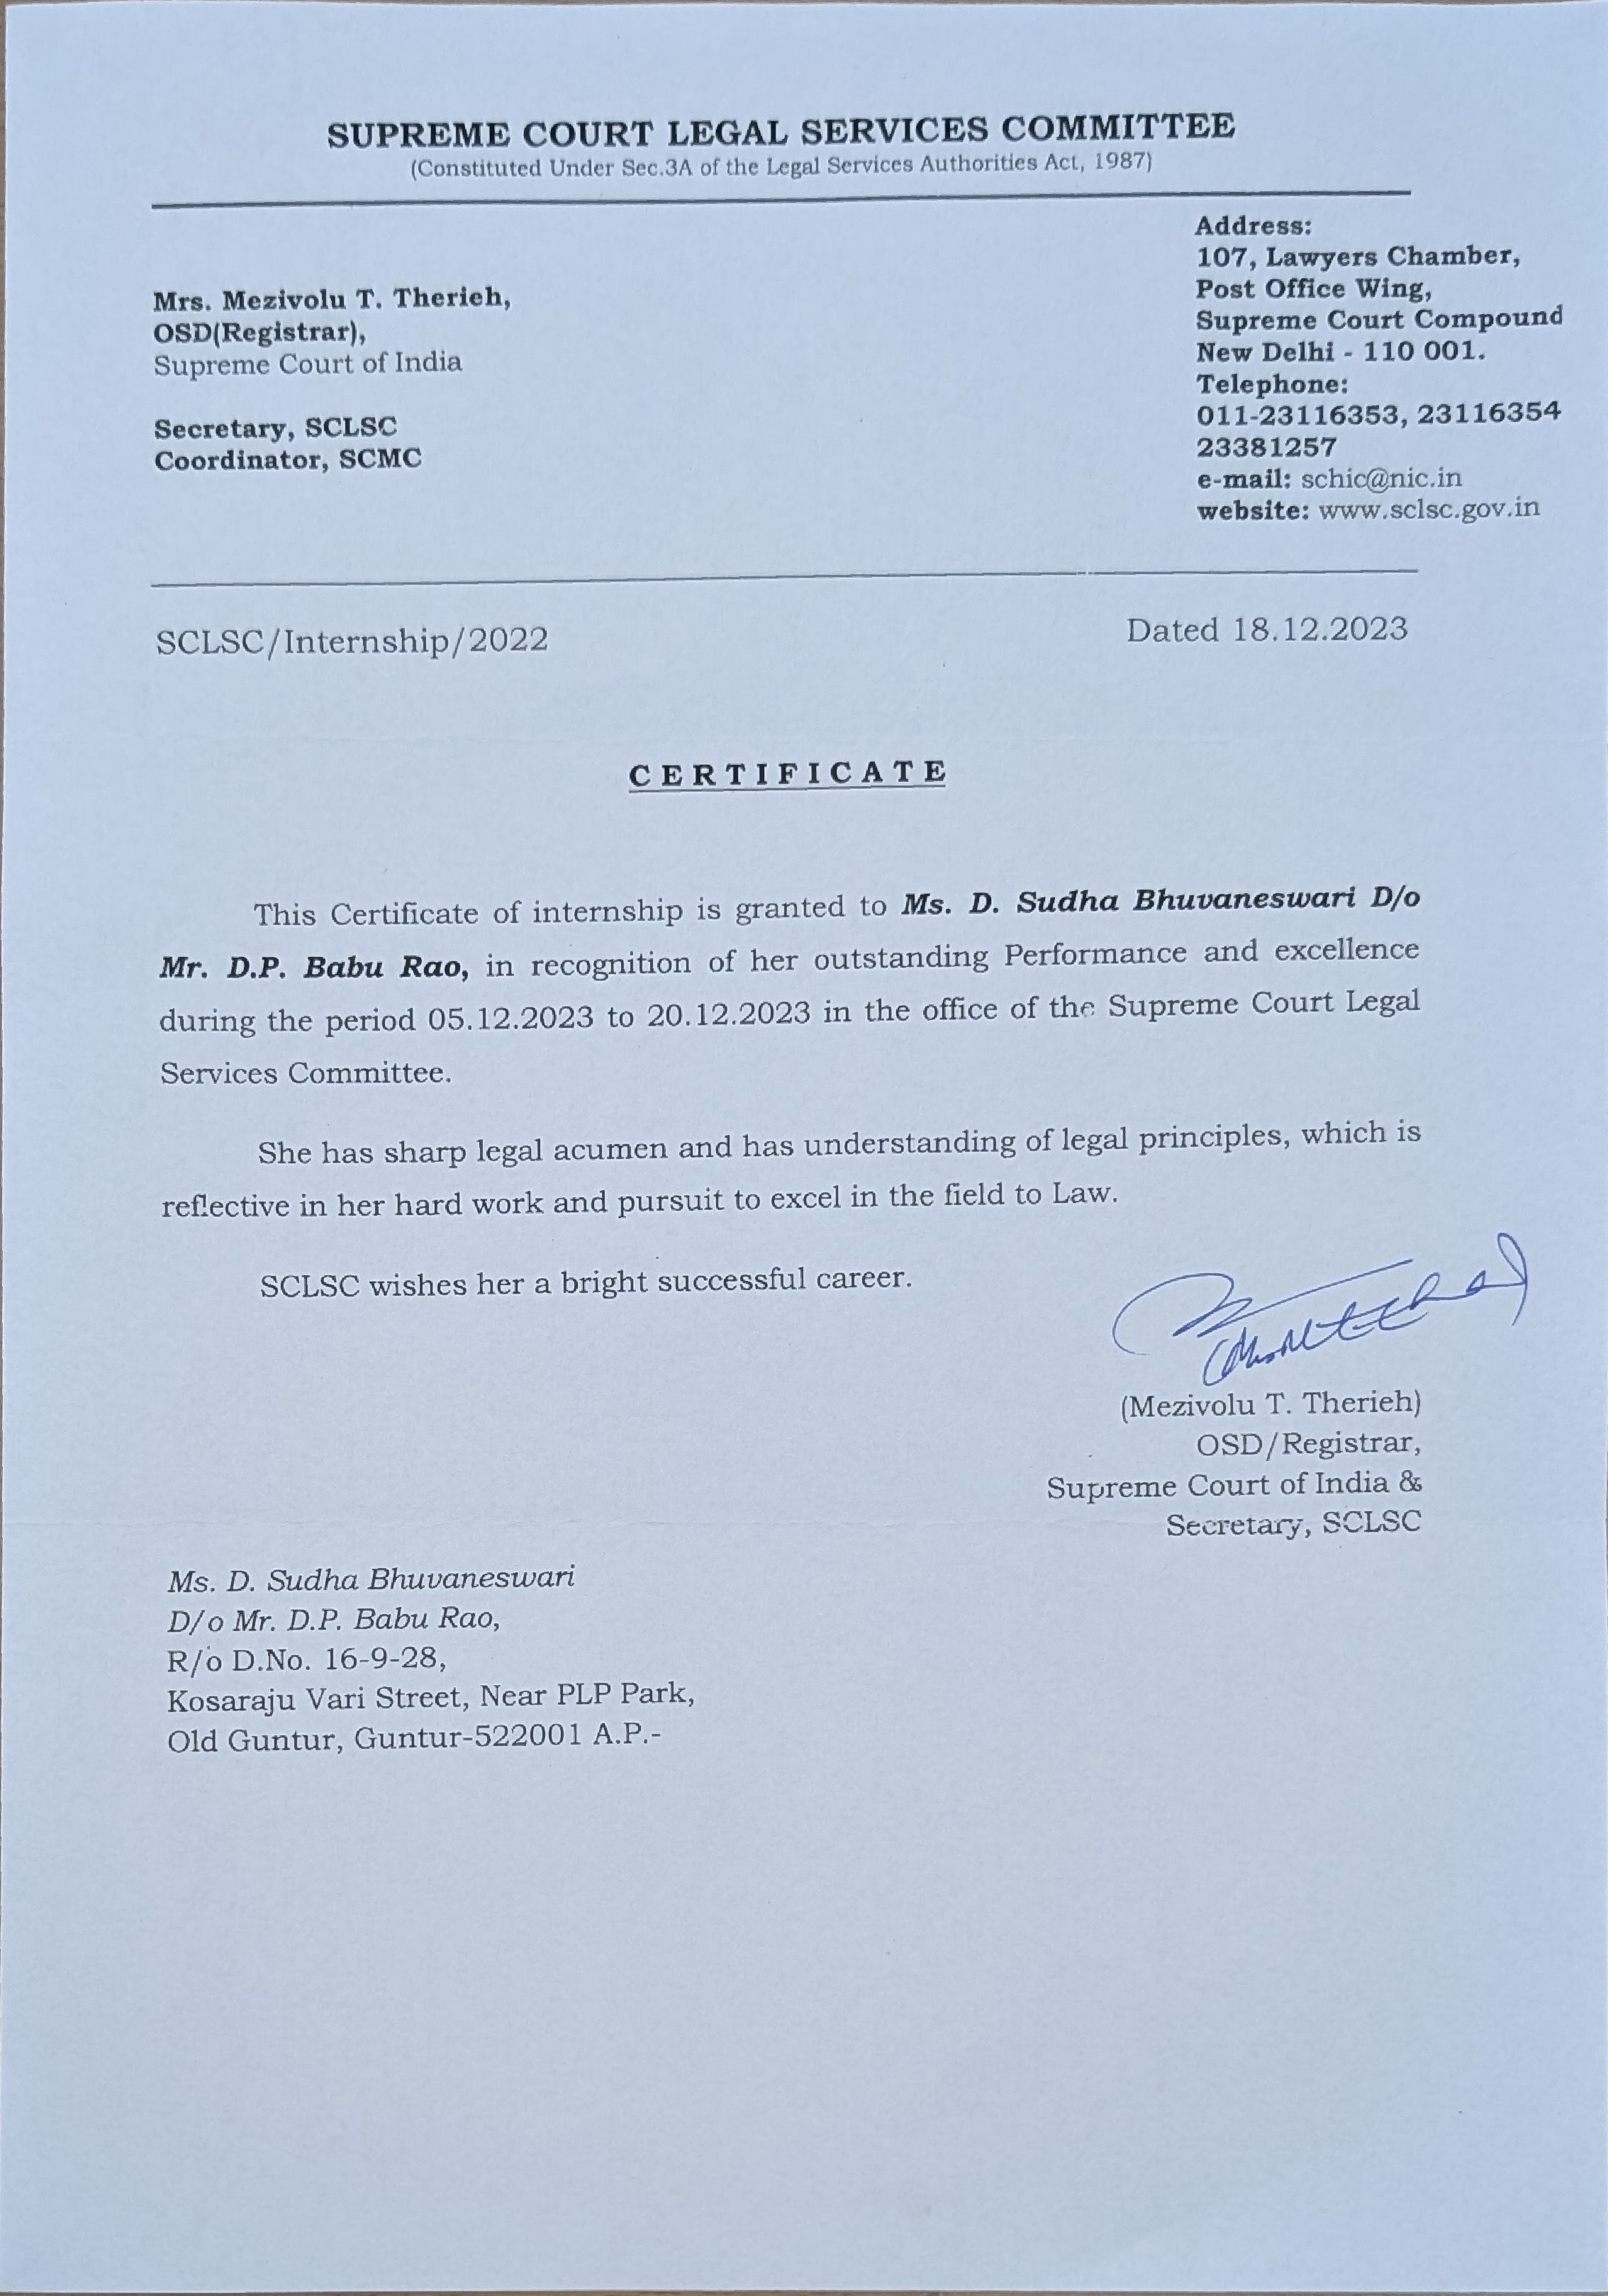 SUPREME COURT LEGAL SERVICES COMMITTEE
(Constituted Under Sec.3A of the Legal Services Authorities Act, 1987)
Mrs. Mezivolu T. Therieh,
OSD(Registrar),
Supreme Court of India
Secretary, SCLSC
Coordinator, SCMC
Address:
107, Lawyers Chamber,
Post Office Wing,
Supreme Court Compound
New Delhi - 110 001.
Telephone:
011-23116353, 23116354
23381257
e-mail: schic@nic.in
website: www.sclsc.gov.in
SCLSC/Internship/2022
Dated 18.12.2023
CERTIFICATE
This Certificate of internship is granted to Ms. D. Sudha Bhuvaneswari D/o
Mr. D.P. Babu Rao, in recognition of her outstanding Performance and excellence
during the period 05.12.2023 to 20.12.2023 in the office of the Supreme Court Legal
Services Committee.
She has sharp legal acumen and has understanding of legal principles, which is
reflective in her hard work and pursuit to excel in the field to Law.
SCLSC wishes her a bright successful career.
(Mezivolu T. Therieh)
OSD/Registrar,
Supreme Court of India &
Secretary, SCLSC
Ms. D. Sudha Bhuvaneswari
D/o Mr. D.P. Babu Rao,
R/o D.No. 16-9-28,
Kosaraju Vari Street, Near PLP Park,
Old Guntur, Guntur-522001 A.P.-